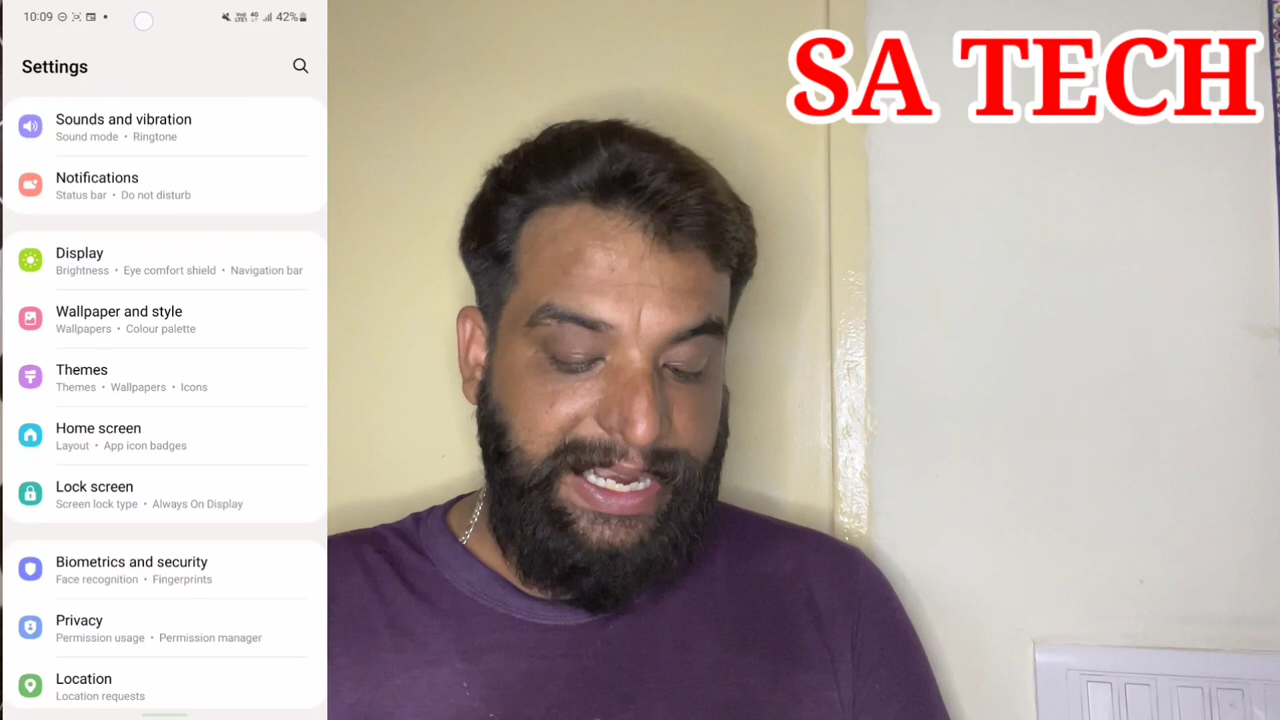 10:09
42%
SA TECH
Settings
Sounds and vibration
Sound mode • Ringtone
Notifications
Status bar • Do not disturb
Display
Brightness • Eye comfort shield • Navigation bar
Wallpaper and style
Wallpapers • Colour palette
Themes
Themes • Wallpapers • Icons
Home screen
Layout • App icon badges
Lock screen
Screen lock type • Always On Display
Biometrics and security
Face recognition • Fingerprints
Privacy
Permission usage • Permission manager
Location
Location requests